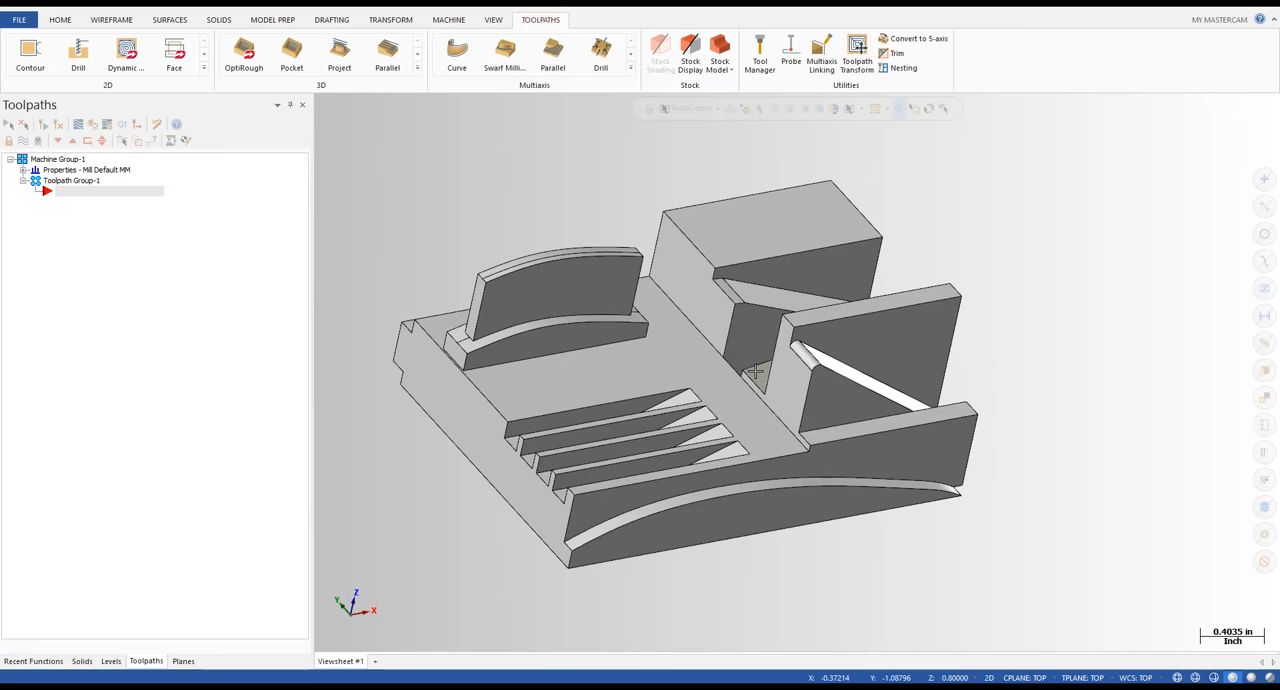 FILE HOME WIREFRAME SURFACES SOLIDS MODEL PREP DRAFTING TRANSFORM MACHINE VIEW TOOLPATHS MY MASTERCAM
Contour Drill Dynamic ... Face OptiRough Pocket Project Parallel Curve Swarf Milli... Parallel Drill Stock Shading Stock Display Stock Model Tool Manager Probe Multiaxis Linking Toolpath Transform Convert to 5-axis
Trim
Nesting
2D 3D Multiaxis Stock Utilities
Toolpaths
AutoCursor
Machine Group-1
Properties - Mill Default MM
Toolpath Group-1
Z
Y
X
0.4035 in
Inch
Recent Functions Solids Levels Toolpaths Planes Viewsheet #1 +
X: -0.37214 Y: -1.08796 Z: 0.80000 2D CPLANE: TOP TPLANE: TOP WCS: TOP